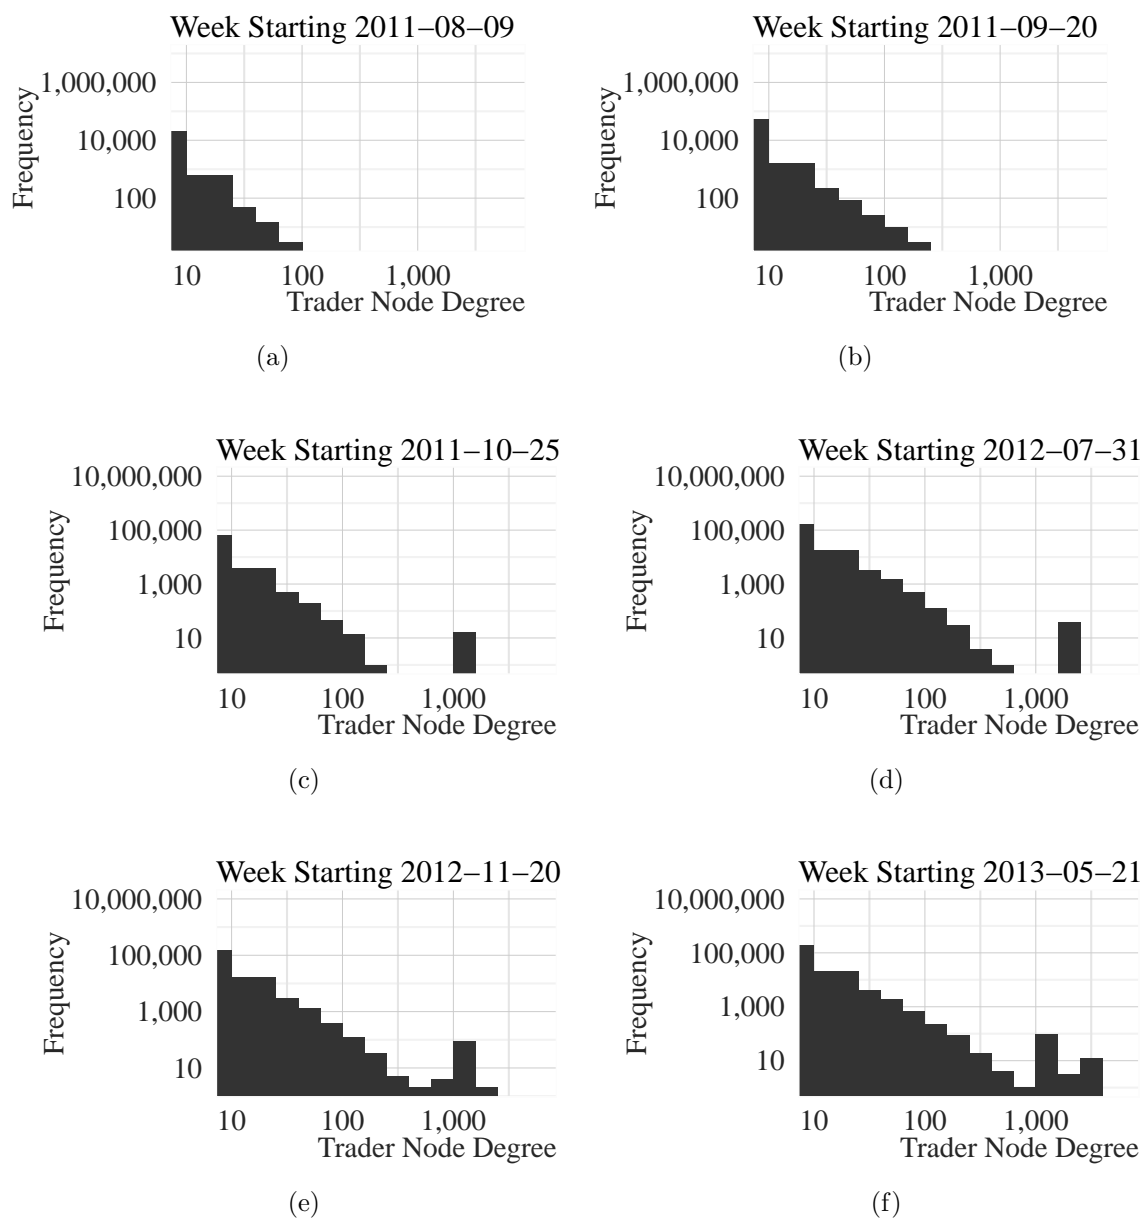 Week Starting 2011–08–09
Frequency
1,000,000
10,000
100
10 100 1,000
Trader Node Degree
(a)
Week Starting 2011–09–20
Frequency
1,000,000
10,000
100
10 100 1,000
Trader Node Degree
(b)
Week Starting 2011–10–25
Frequency
10,000,000
100,000
1,000
10
10 100 1,000
Trader Node Degree
(c)
Week Starting 2012–07–31
Frequency
10,000,000
100,000
1,000
10
10 100 1,000
Trader Node Degree
(d)
Week Starting 2012–11–20
Frequency
10,000,000
100,000
1,000
10
10 100 1,000
Trader Node Degree
(e)
Week Starting 2013–05–21
Frequency
10,000,000
100,000
1,000
10
10 100 1,000
Trader Node Degree
(f)